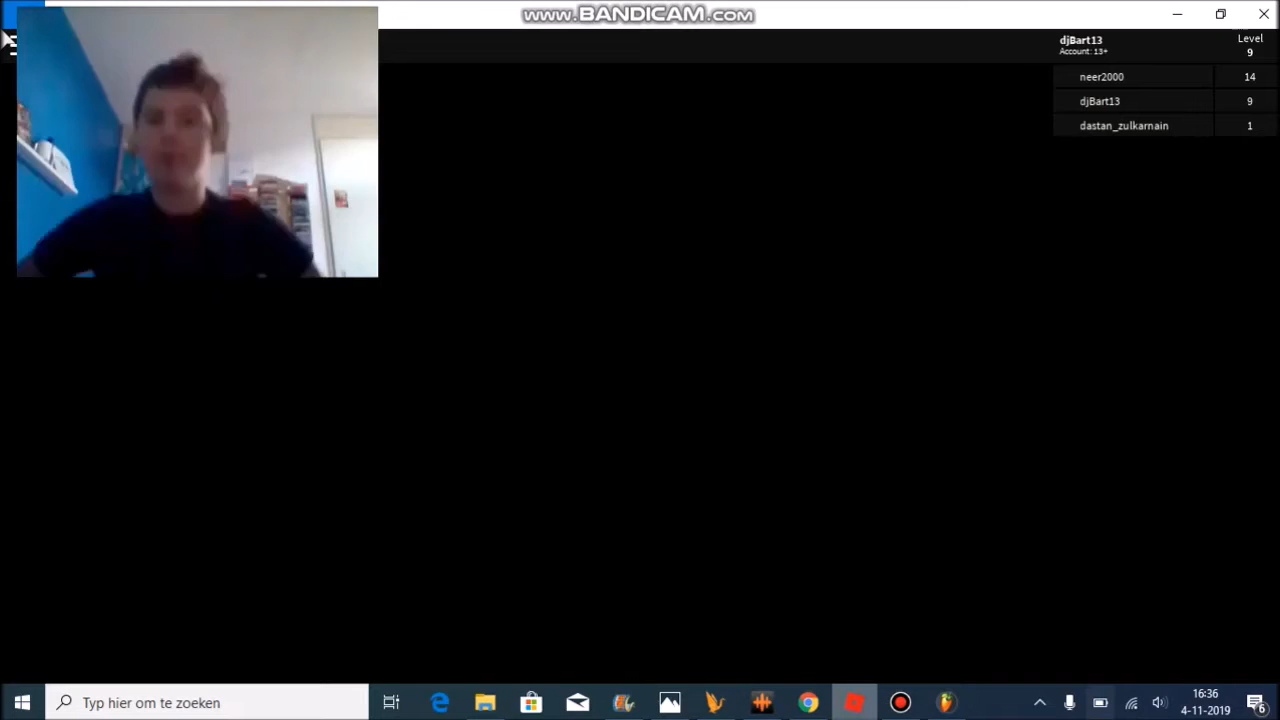 www.BANDICAM.com
djBart13
Account: 13+
Level
9
neer2000 14
djBart13 9
dastan_zulkarnain 1
Typ hier om te zoeken
16:36
4-11-2019
6